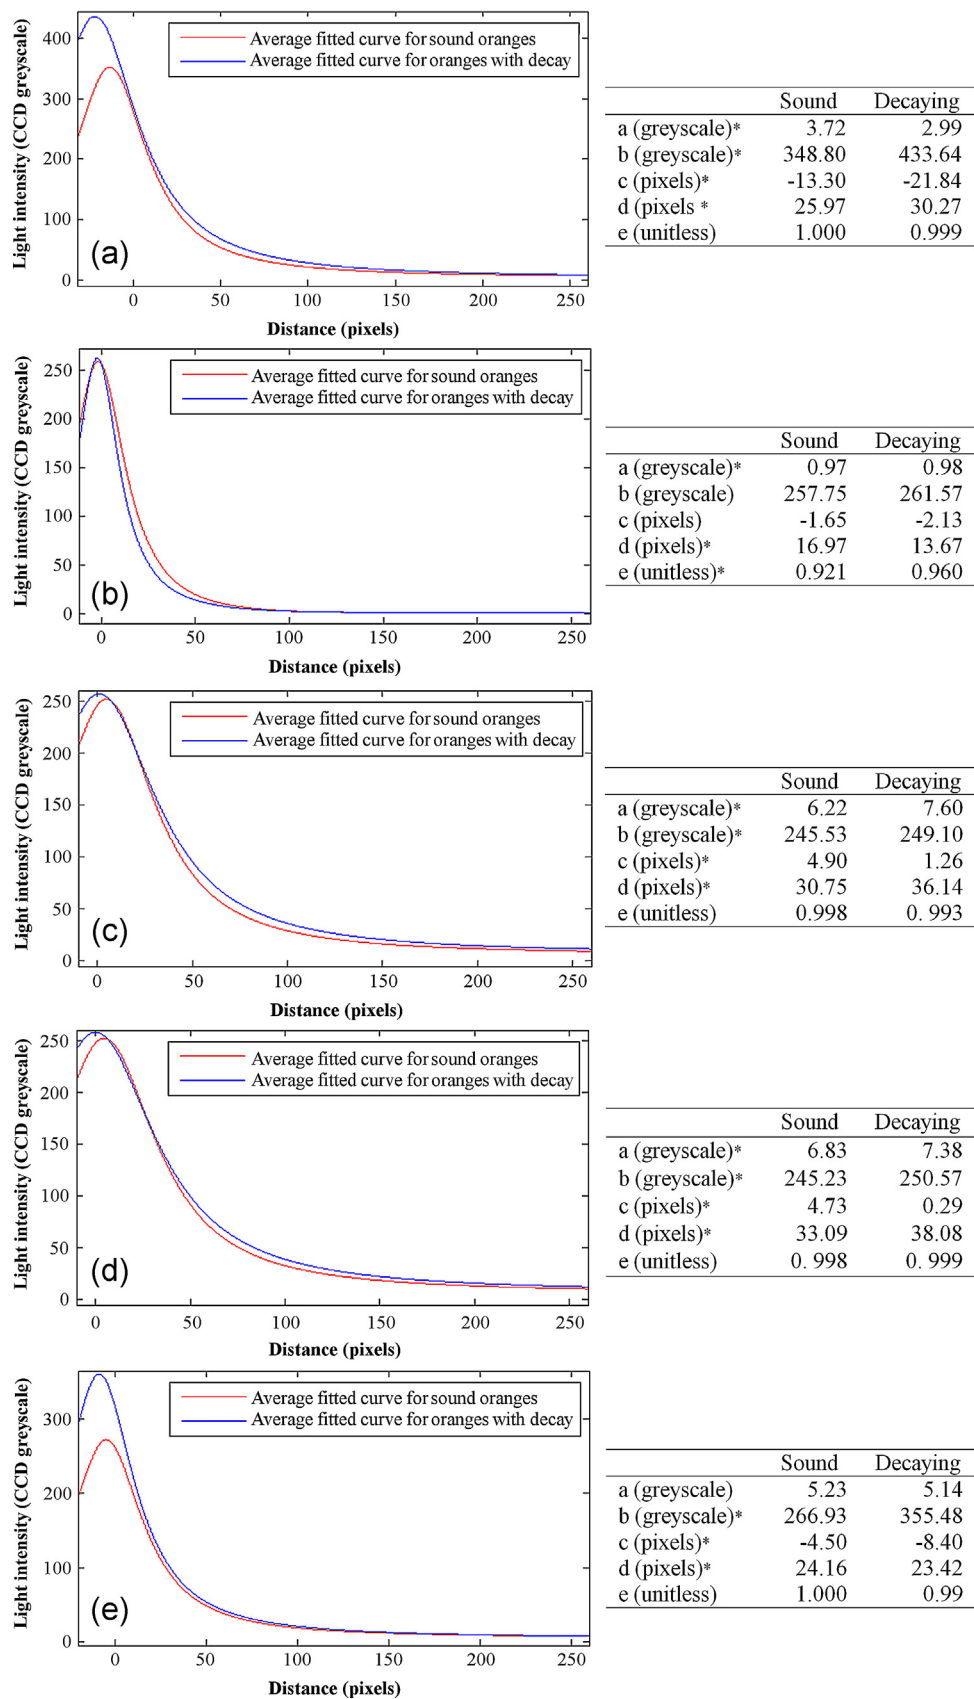 Light intensity (CCD greyscale)
400
300
200
100
0
Average fitted curve for sound oranges
Average fitted curve for oranges with decay
(a)
0 50 100 150 200 250
Distance (pixels)
Sound Decaying
a (greyscale)* 3.72 2.99
b (greyscale)* 348.80 433.64
c (pixels)* -13.30 -21.84
d (pixels * 25.97 30.27
e (unitless) 1.000 0.999
Light intensity (CCD greyscale)
250
200
150
100
50
0
Average fitted curve for sound oranges
Average fitted curve for oranges with decay
(b)
0 50 100 150 200 250
Distance (pixels)
Sound Decaying
a (greyscale)* 0.97 0.98
b (greyscale) 257.75 261.57
c (pixels) -1.65 -2.13
d (pixels)* 16.97 13.67
e (unitless)* 0.921 0.960
Light intensity (CCD greyscale)
250
200
150
100
50
0
Average fitted curve for sound oranges
Average fitted curve for oranges with decay
(c)
0 50 100 150 200 250
Distance (pixels)
Sound Decaying
a (greyscale)* 6.22 7.60
b (greyscale)* 245.53 249.10
c (pixels)* 4.90 1.26
d (pixels)* 30.75 36.14
e (unitless) 0.998 0. 993
Light intensity (CCD greyscale)
250
200
150
100
50
0
Average fitted curve for sound oranges
Average fitted curve for oranges with decay
(d)
0 50 100 150 200 250
Distance (pixels)
Sound Decaying
a (greyscale)* 6.83 7.38
b (greyscale)* 245.23 250.57
c (pixels)* 4.73 0.29
d (pixels)* 33.09 38.08
e (unitless) 0. 998 0. 999
Light intensity (CCD greyscale)
300
200
100
0
Average fitted curve for sound oranges
Average fitted curve for oranges with decay
(e)
0 50 100 150 200 250
Distance (pixels)
Sound Decaying
a (greyscale) 5.23 5.14
b (greyscale)* 266.93 355.48
c (pixels)* -4.50 -8.40
d (pixels)* 24.16 23.42
e (unitless) 1.000 0.99